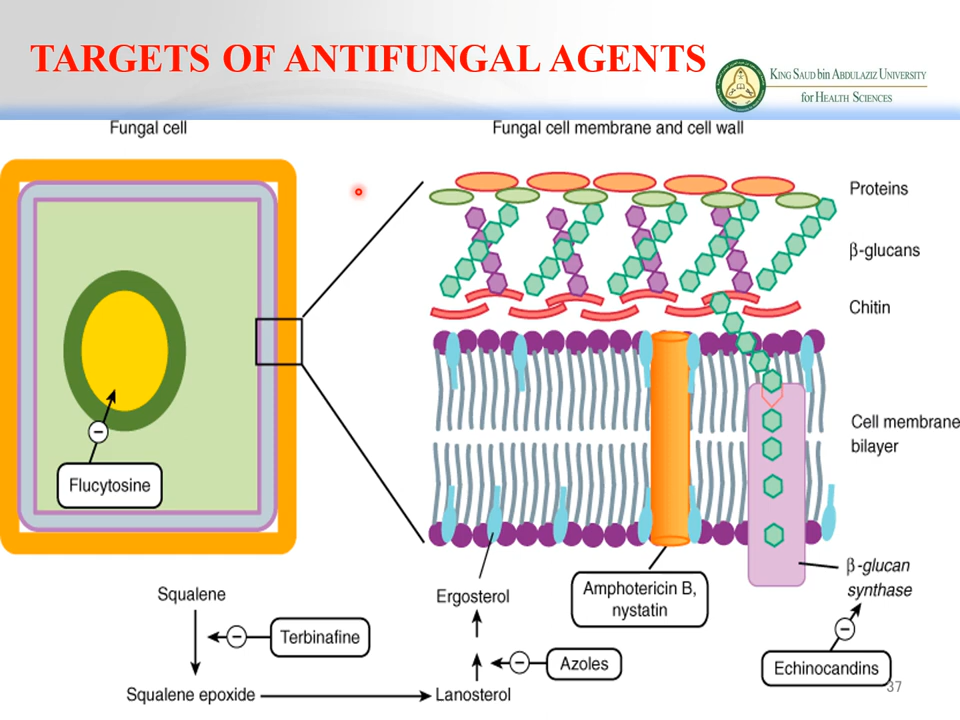 TARGETS OF ANTIFUNGAL AGENTS
KING SAUD bin ABDULAZIZ UNIVERSITY
for HEALTH SCIENCES
Fungal cell
Fungal cell membrane and cell wall
Proteins
β-glucans
Chitin
Cell membrane
bilayer
Flucytosine
β-glucan
synthase
Amphotericin B,
nystatin
Squalene
Ergosterol
Terbinafine
Azoles
Echinocandins
Squalene epoxide
Lanosterol
37